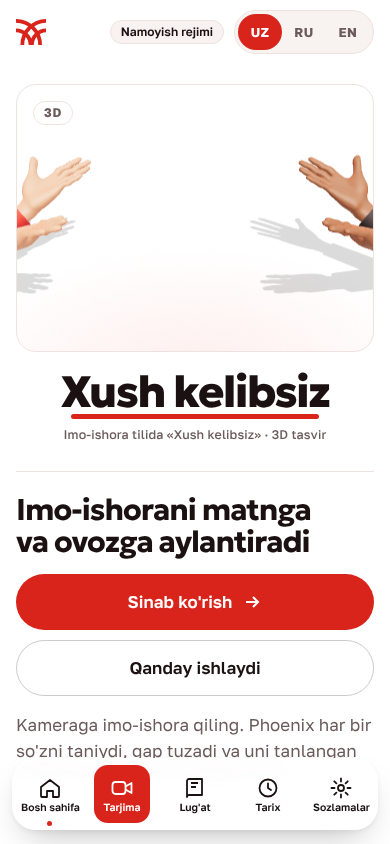 Namoyish rejimi
UZ
RU
EN
3D
Xush kelibsiz
Imo-ishora tilida «Xush kelibsiz» · 3D tasvir
Imo-ishorani matnga
va ovozga aylantiradi
Sinab ko'rish →
Qanday ishlaydi
Kameraga imo-ishora qiling. Phoenix har bir
so'zni taniydi, gap tuzadi va uni tanlangan
Bosh sahifa
Tarjima
Lug'at
Tarix
Sozlamalar